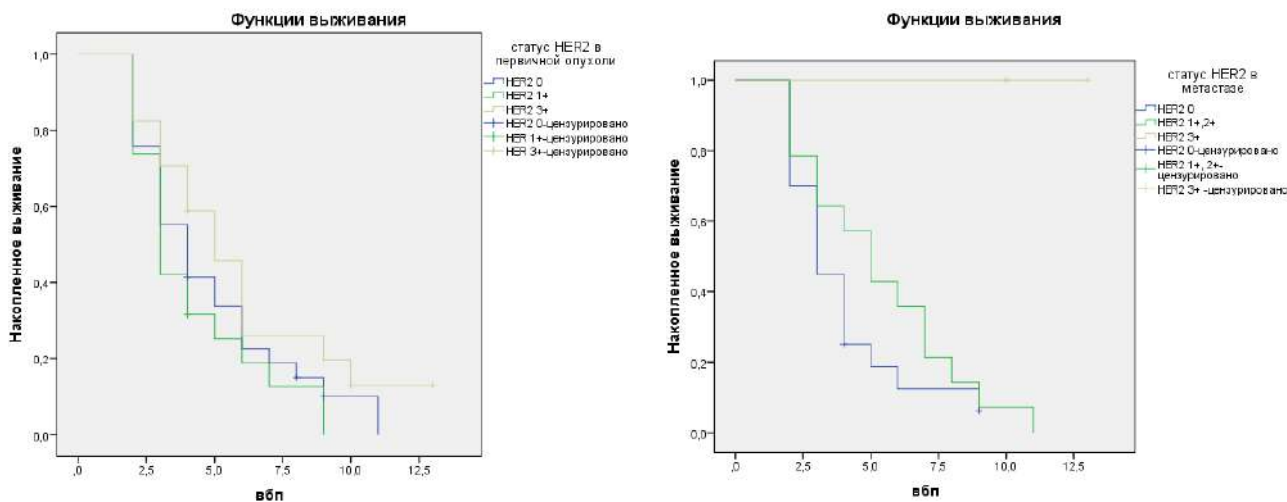 Функции выживания
статус HER2 в
первичной опухоли
HER2 0
HER2 1+
HER2 3+
HER2 0-цензурировано
HER 1+-цензурировано
HER 3+-цензурировано
Накопленное выживание
1,0
0,8
0,6
0,4
0,2
0,0
,0
2,5
5,0
7,5
10,0
12,5
вбп
Функции выживания
статус HER2 в
метастазе
HER2 0
HER2 1+,2+
HER2 3+
HER2 0-цензурировано
HER2 1+, 2+-
цензурировано
HER2 3+ -цензурировано
Накопленное выживание
1,0
0,8
0,6
0,4
0,2
0,0
,0
2,5
5,0
7,5
10,0
12,5
вбп